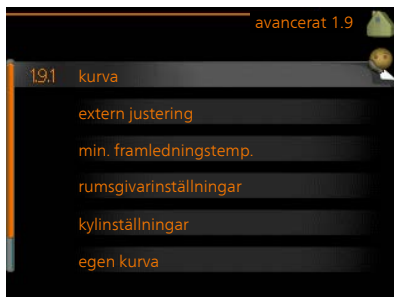 avancerat 1.9
1.9.1 kurva
extern justering
min. framledningstemp.
rumsgivarinställningar
kylinställningar
egen kurva